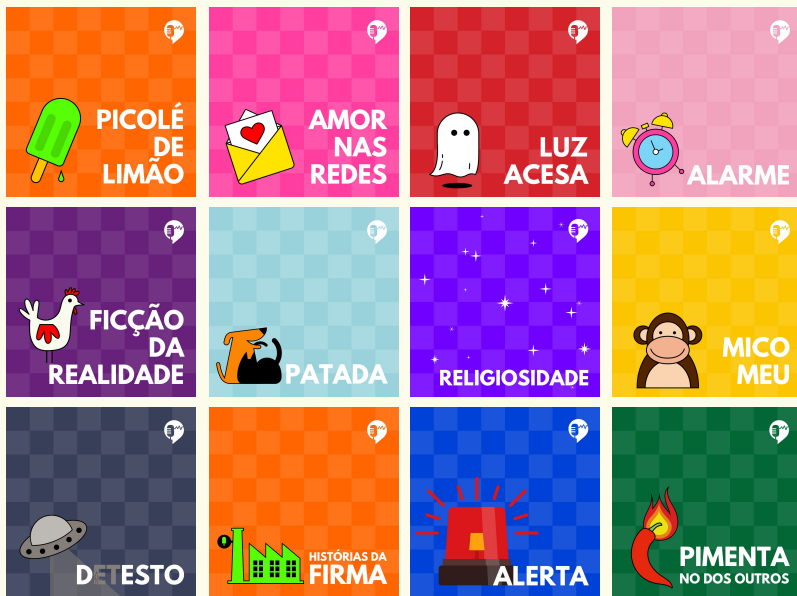 PICOLÉ
DE
LIMÃO
AMOR
NAS
REDES
LUZ
ACESA
ALARME
FICÇÃO
DA
REALIDADE
PATADA
RELIGIOSIDADE
MICO
MEU
DETESTO
HISTÓRIAS DA
FIRMA
ALERTA
PIMENTA
NO DOS OUTROS